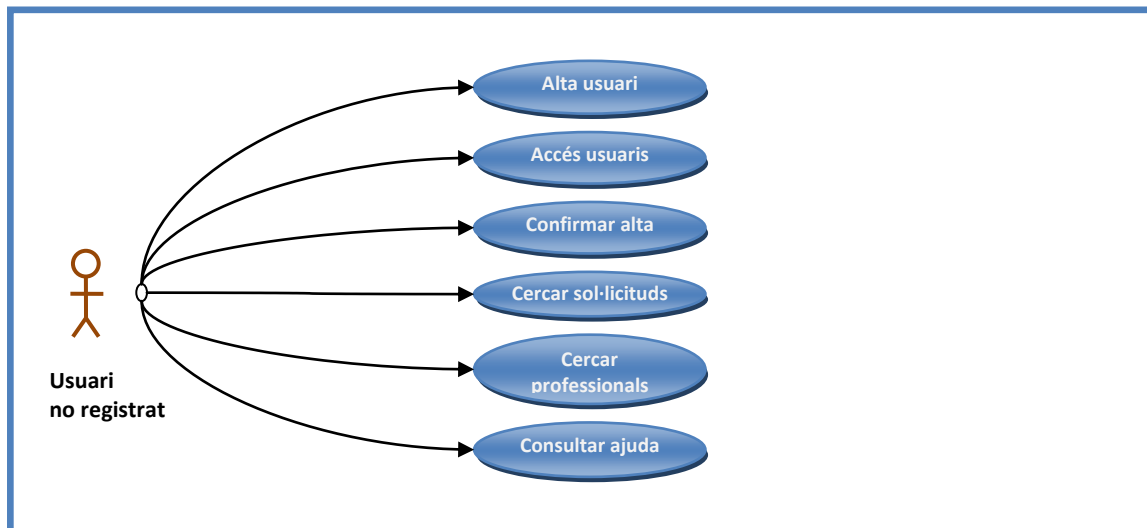 Alta usuari
Accés usuaris
Confirmar alta
Cercar sol·licituds
Cercar
professionals
Consultar ajuda
Usuari
no registrat